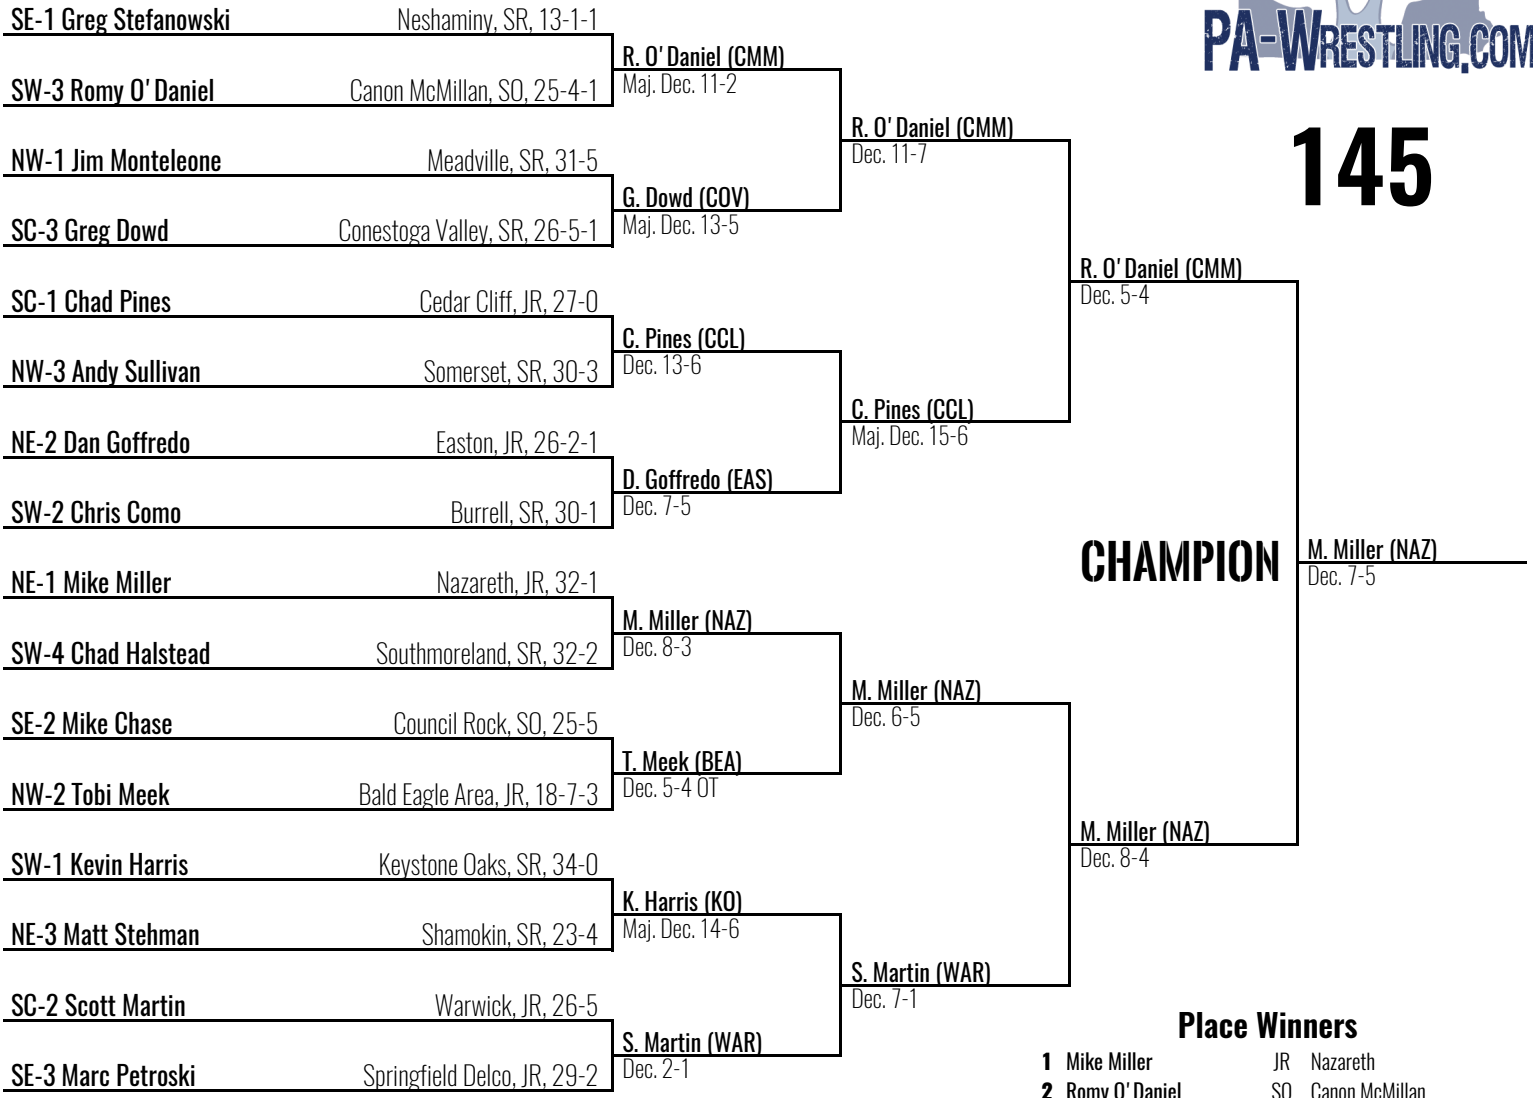 PA-WRESTLING.COM
145
SE-1 Greg Stefanowski Neshaminy, SR, 13-1-1
R. O'Daniel (CMM)
Maj. Dec. 11-2
SW-3 Romy O'Daniel Canon McMillan, SO, 25-4-1
R. O'Daniel (CMM)
Dec. 11-7
NW-1 Jim Monteleone Meadville, SR, 31-5
G. Dowd (COV)
Maj. Dec. 13-5
SC-3 Greg Dowd Conestoga Valley, SR, 26-5-1
R. O'Daniel (CMM)
Dec. 5-4
SC-1 Chad Pines Cedar Cliff, JR, 27-0
C. Pines (CCL)
Dec. 13-6
NW-3 Andy Sullivan Somerset, SR, 30-3
C. Pines (CCL)
Maj. Dec. 15-6
NE-2 Dan Goffredo Easton, JR, 26-2-1
D. Goffredo (EAS)
Dec. 7-5
SW-2 Chris Como Burrell, SR, 30-1
CHAMPION
M. Miller (NAZ)
Dec. 7-5
NE-1 Mike Miller Nazareth, JR, 32-1
M. Miller (NAZ)
Dec. 8-3
SW-4 Chad Halstead Southmoreland, SR, 32-2
M. Miller (NAZ)
Dec. 6-5
SE-2 Mike Chase Council Rock, SO, 25-5
T. Meek (BEA)
Dec. 5-4 OT
NW-2 Tobi Meek Bald Eagle Area, JR, 18-7-3
M. Miller (NAZ)
Dec. 8-4
SW-1 Kevin Harris Keystone Oaks, SR, 34-0
K. Harris (KO)
Maj. Dec. 14-6
NE-3 Matt Stehman Shamokin, SR, 23-4
S. Martin (WAR)
Dec. 7-1
SC-2 Scott Martin Warwick, JR, 26-5
S. Martin (WAR)
Dec. 2-1
SE-3 Marc Petroski Springfield Delco, JR, 29-2
Place Winners
1 Mike Miller JR Nazareth
2 Romy O'Daniel SO Canon McMillan